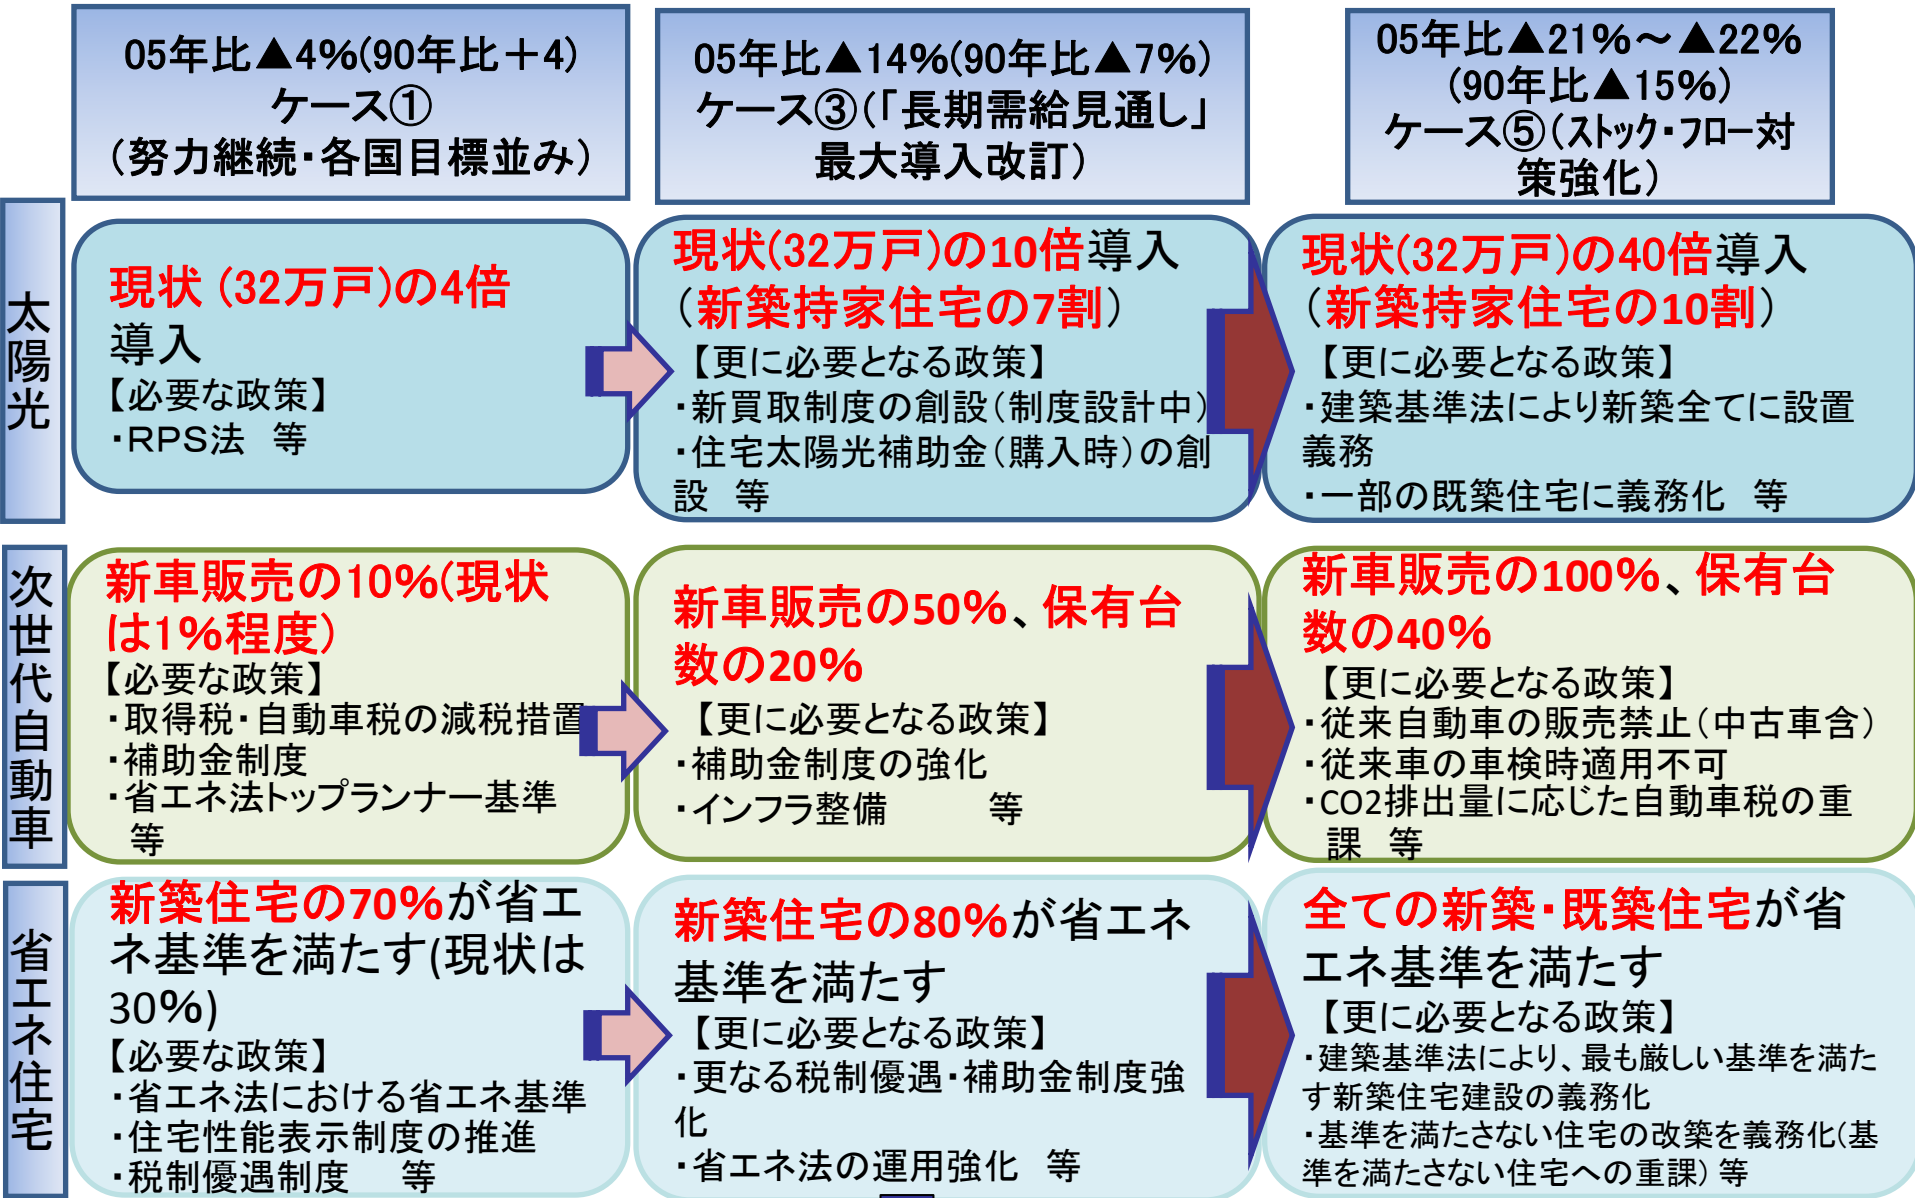 05年比▲4%(90年比＋4)
ケース①
（努力継続・各国目標並み）
05年比▲14%(90年比▲7%)
ケース③（「長期需給見通し」
最大導入改訂）
05年比▲21%～▲22%
(90年比▲15%)
ケース⑤（ストック・フロー対
策強化）
太陽光
現状 (32万戸)の4倍
導入
【必要な政策】
・RPS法　等
現状(32万戸)の10倍導入
（新築持家住宅の7割）
【更に必要となる政策】
・新買取制度の創設（制度設計中）
・住宅太陽光補助金（購入時）の創
設　等
現状(32万戸)の40倍導入
（新築持家住宅の10割）
【更に必要となる政策】
・建築基準法により新築全てに設置
義務
・一部の既築住宅に義務化　等
次世代自動車
新車販売の10%(現状
は1%程度）
【必要な政策】
・取得税・自動車税の減税措置
・補助金制度
・省エネ法トップランナー基準
等
新車販売の50%、保有台
数の20%
【更に必要となる政策】
・補助金制度の強化
・インフラ整備　　　等
新車販売の100%、保有台
数の40%
【更に必要となる政策】
・従来自動車の販売禁止（中古車含）
・従来車の車検時適用不可
・CO2排出量に応じた自動車税の重
課　等
省エネ住宅
新築住宅の70%が省エ
ネ基準を満たす(現状は
30%)
【必要な政策】
・省エネ法における省エネ基準
・住宅性能表示制度の推進
・税制優遇制度　　等
新築住宅の80%が省エネ
基準を満たす
【更に必要となる政策】
・更なる税制優遇・補助金制度強
化
・省エネ法の運用強化　等
全ての新築・既築住宅が省
エネ基準を満たす
【更に必要となる政策】
・建築基準法により、最も厳しい基準を満た
す新築住宅建設の義務化
・基準を満たさない住宅の改築を義務化(基
準を満たさない住宅への重課) 等